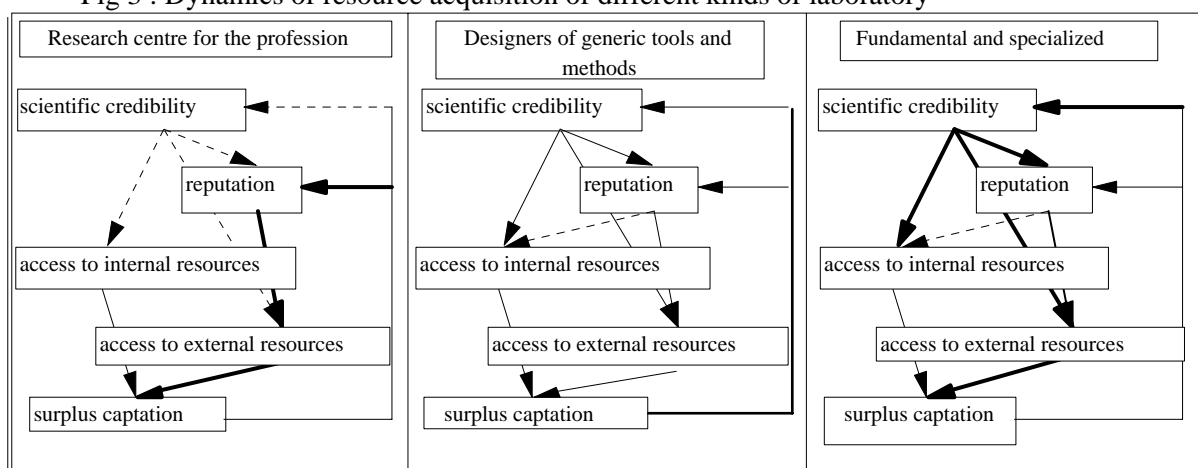 Fig 3 : Dynamics of resource acquisition of different kinds of laboratory
Research centre for the profession
scientific credibility
reputation
access to internal resources
access to external resources
surplus captation
Designers of generic tools and
methods
scientific credibility
reputation
access to internal resources
access to external resources
surplus captation
Fundamental and specialized
scientific credibility
reputation
access to internal resources
access to external resources
surplus captation